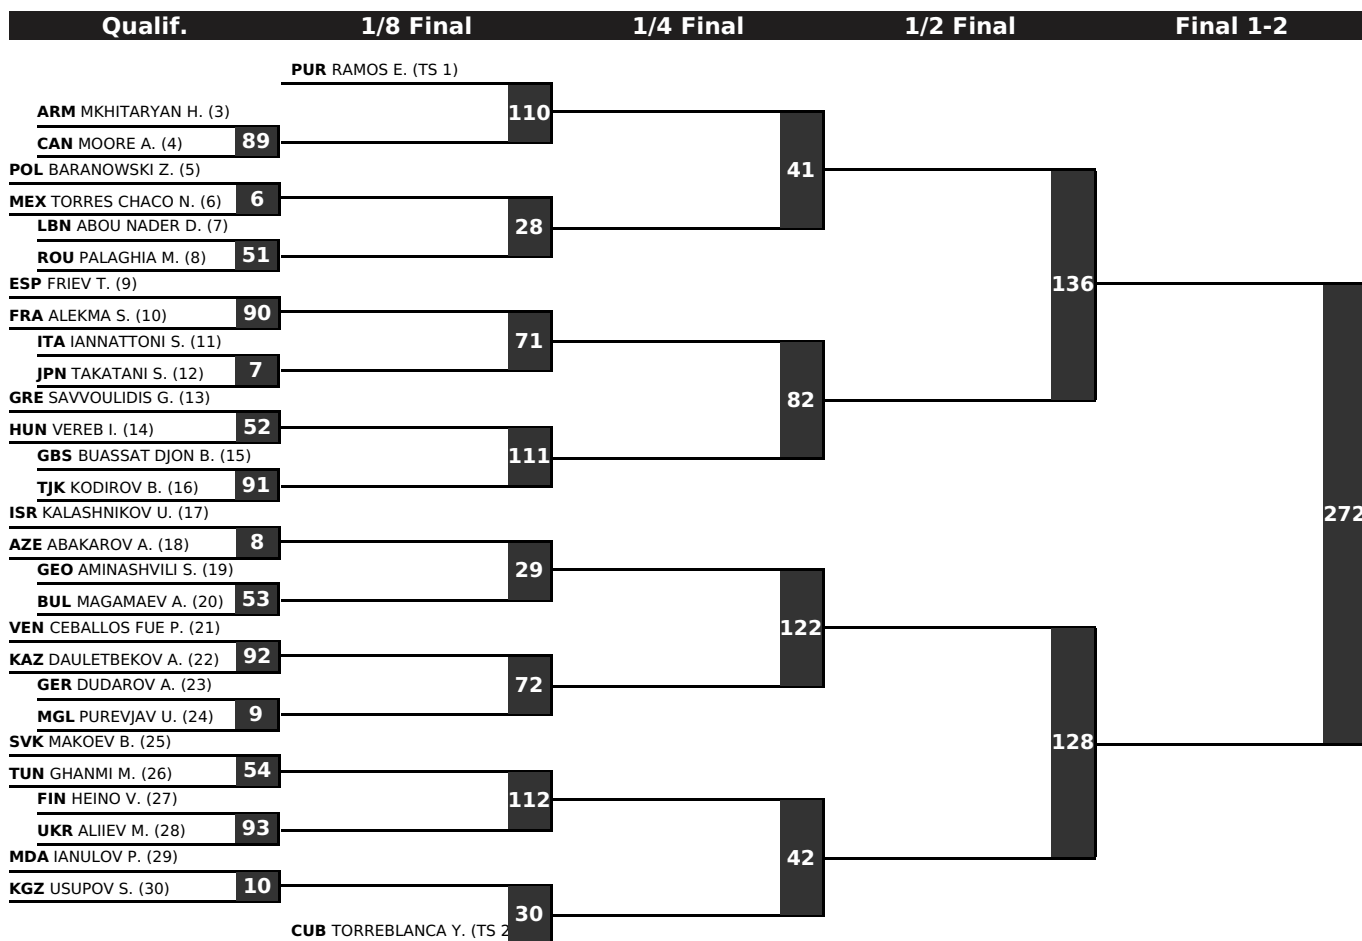 Qualif. 1/8 Final 1/4 Final 1/2 Final Final 1-2
PUR RAMOS E. (TS 1)
110
ARM MKHITARYAN H. (3)
CAN MOORE A. (4)
89
41
POL BARANOWSKI Z. (5)
MEX TORRES CHACO N. (6)
6
28
LBN ABOU NADER D. (7)
ROU PALAGHIA M. (8)
51
136
ESP FRIEV T. (9)
FRA ALEKMA S. (10)
90
71
ITA IANNATTONI S. (11)
JPN TAKATANI S. (12)
7
82
GRE SAVVOULIDIS G. (13)
HUN VEREB I. (14)
52
111
GBS BUASSAT DJON B. (15)
TJK KODIROV B. (16)
91
272
ISR KALASHNIKOV U. (17)
AZE ABAKAROV A. (18)
8
29
GEO AMINASHVILI S. (19)
BUL MAGAMAEV A. (20)
53
122
VEN CEBALLOS FUE P. (21)
KAZ DAULETBEKOV A. (22)
92
72
GER DUDAROV A. (23)
MGL PUREVJAV U. (24)
9
128
SVK MAKOEV B. (25)
TUN GHANMI M. (26)
54
112
FIN HEINO V. (27)
UKR ALIIEV M. (28)
93
42
MDA IANULOV P. (29)
KGZ USUPOV S. (30)
10
30
CUB TORREBLANCA Y. (TS 2